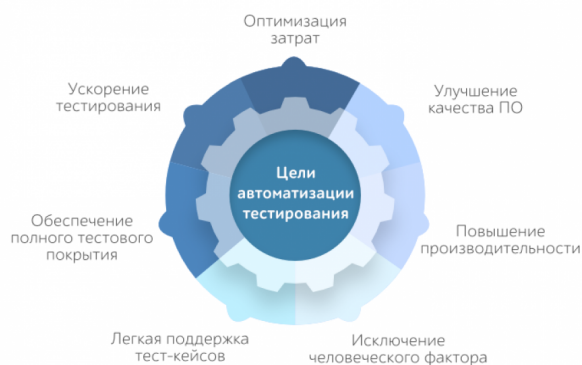 Оптимизация
затрат
Улучшение
качества ПО
Повышение
производительности
Исключение
человеческого фактора
Легкая поддержка
тест-кейсов
Обеспечение
полного тестового
покрытия
Ускорение
тестирования
Цели
автоматизации
тестирования